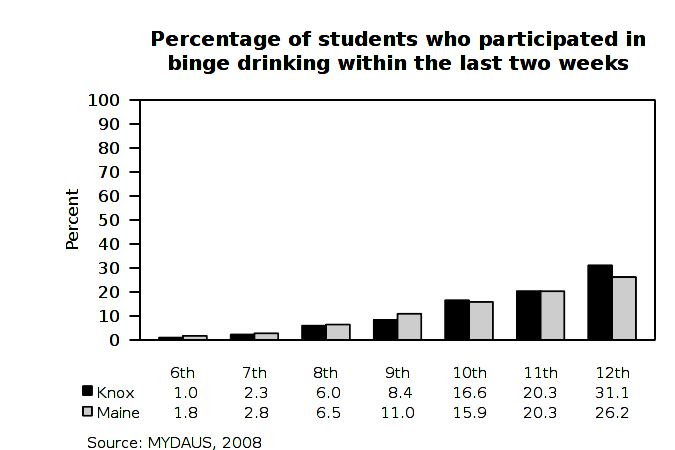 Percentage of students who participated in
binge drinking within the last two weeks
100
90
80
70
60
50
40
30
20
10
0
Percent
6th 7th 8th 9th 10th 11th 12th
Knox 1.0 2.3 6.0 8.4 16.6 20.3 31.1
Maine 1.8 2.8 6.5 11.0 15.9 20.3 26.2
Source: MYDAUS, 2008